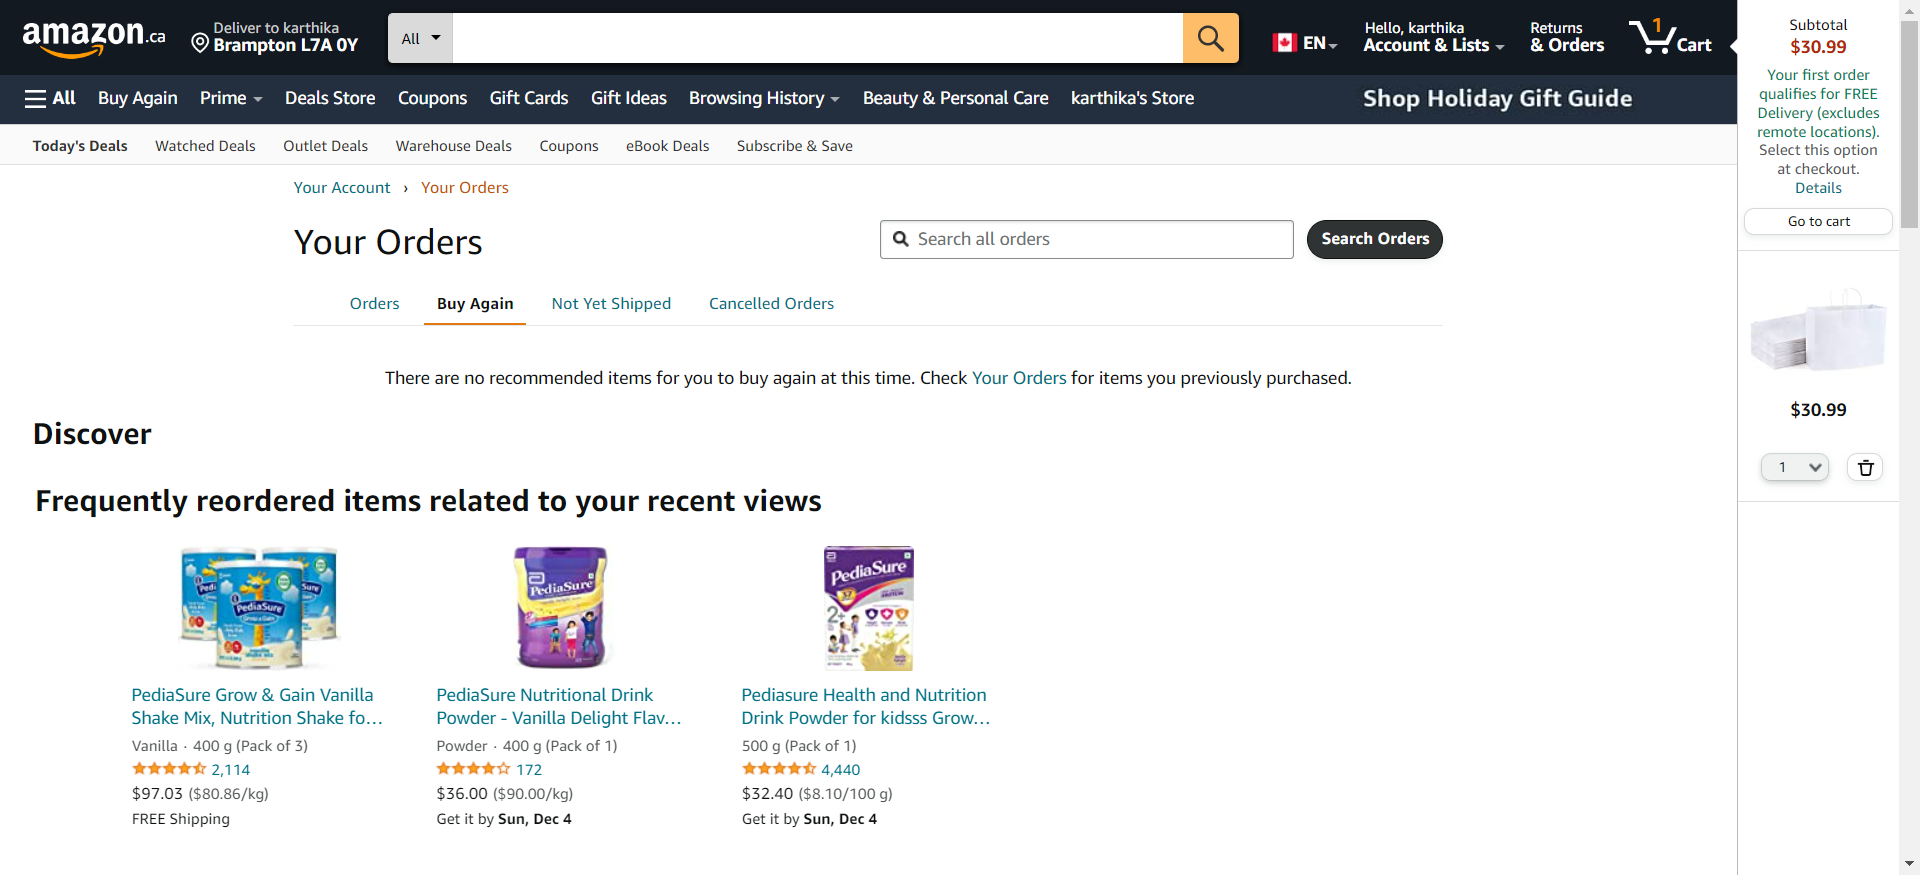 amazon.ca
Deliver to karthika
Brampton L7A 0Y
All
EN
Hello, karthika
Account & Lists
Returns
& Orders
1
Cart
All
Buy Again
Prime
Deals Store
Coupons
Gift Cards
Gift Ideas
Browsing History
Beauty & Personal Care
karthika's Store
Shop Holiday Gift Guide
Today's Deals
Watched Deals
Outlet Deals
Warehouse Deals
Coupons
eBook Deals
Subscribe & Save
Your Account › Your Orders
Your Orders
Search all orders
Search Orders
Orders
Buy Again
Not Yet Shipped
Cancelled Orders
There are no recommended items for you to buy again at this time. Check Your Orders for items you previously purchased.
Discover
Frequently reordered items related to your recent views
PediaSure
Grow & Gain
PediaSure
PediaSure
2+
PediaSure Grow & Gain Vanilla
Shake Mix, Nutrition Shake fo…
Vanilla · 400 g (Pack of 3)
2,114
$97.03 ($80.86/kg)
FREE Shipping
PediaSure Nutritional Drink
Powder - Vanilla Delight Flav…
Powder · 400 g (Pack of 1)
172
$36.00 ($90.00/kg)
Get it by Sun, Dec 4
Pediasure Health and Nutrition
Drink Powder for kidsss Grow…
500 g (Pack of 1)
4,440
$32.40 ($8.10/100 g)
Get it by Sun, Dec 4
Subtotal
$30.99
Your first order
qualifies for FREE
Delivery (excludes
remote locations).
Select this option
at checkout.
Details
Go to cart
$30.99
1